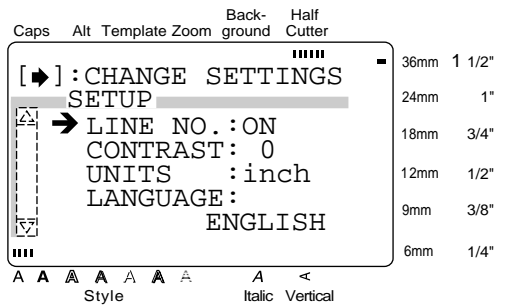 Back- Half
Caps Alt Template Zoom ground Cutter
[➡]:CHANGE SETTINGS
SETUP
➔ LINE NO.:ON
CONTRAST: 0
UNITS :inch
LANGUAGE:
ENGLISH
36mm 1 1/2"
24mm 1"
18mm 3/4"
12mm 1/2"
9mm 3/8"
6mm 1/4"
A A A A A A A A A
Style Italic Vertical